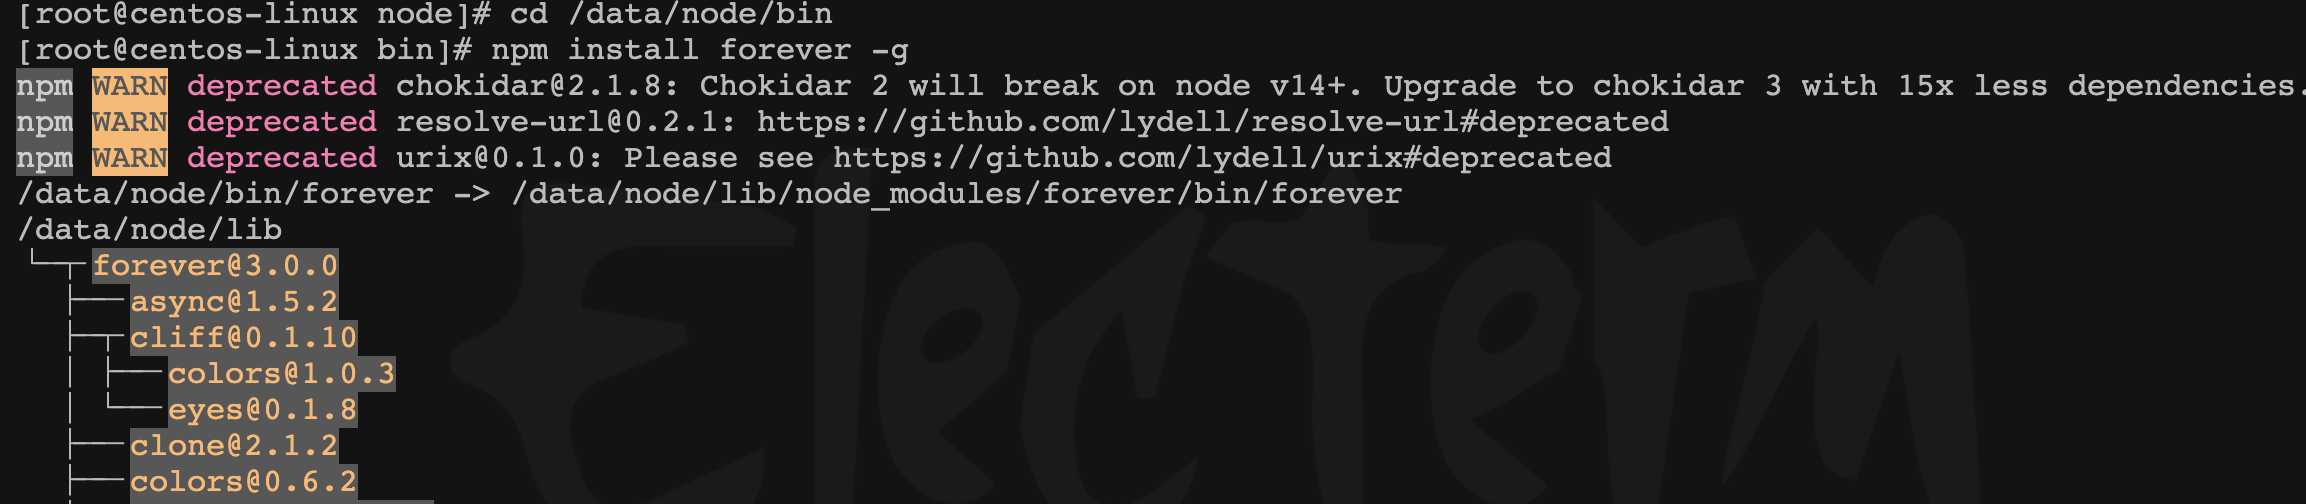 [root@centos-linux node]# cd /data/node/bin
[root@centos-linux bin]# npm install forever -g
npm WARN deprecated chokidar@2.1.8: Chokidar 2 will break on node v14+. Upgrade to chokidar 3 with 15x less dependencies.
npm WARN deprecated resolve-url@0.2.1: https://github.com/lydell/resolve-url#deprecated
npm WARN deprecated urix@0.1.0: Please see https://github.com/lydell/urix#deprecated
/data/node/bin/forever -> /data/node/lib/node_modules/forever/bin/forever
/data/node/lib
└─┬ forever@3.0.0
  ├── async@1.5.2
  ├─┬ cliff@0.1.10
  │ ├── colors@1.0.3
  │ └── eyes@0.1.8
  ├── clone@2.1.2
  ├── colors@0.6.2
Electerm